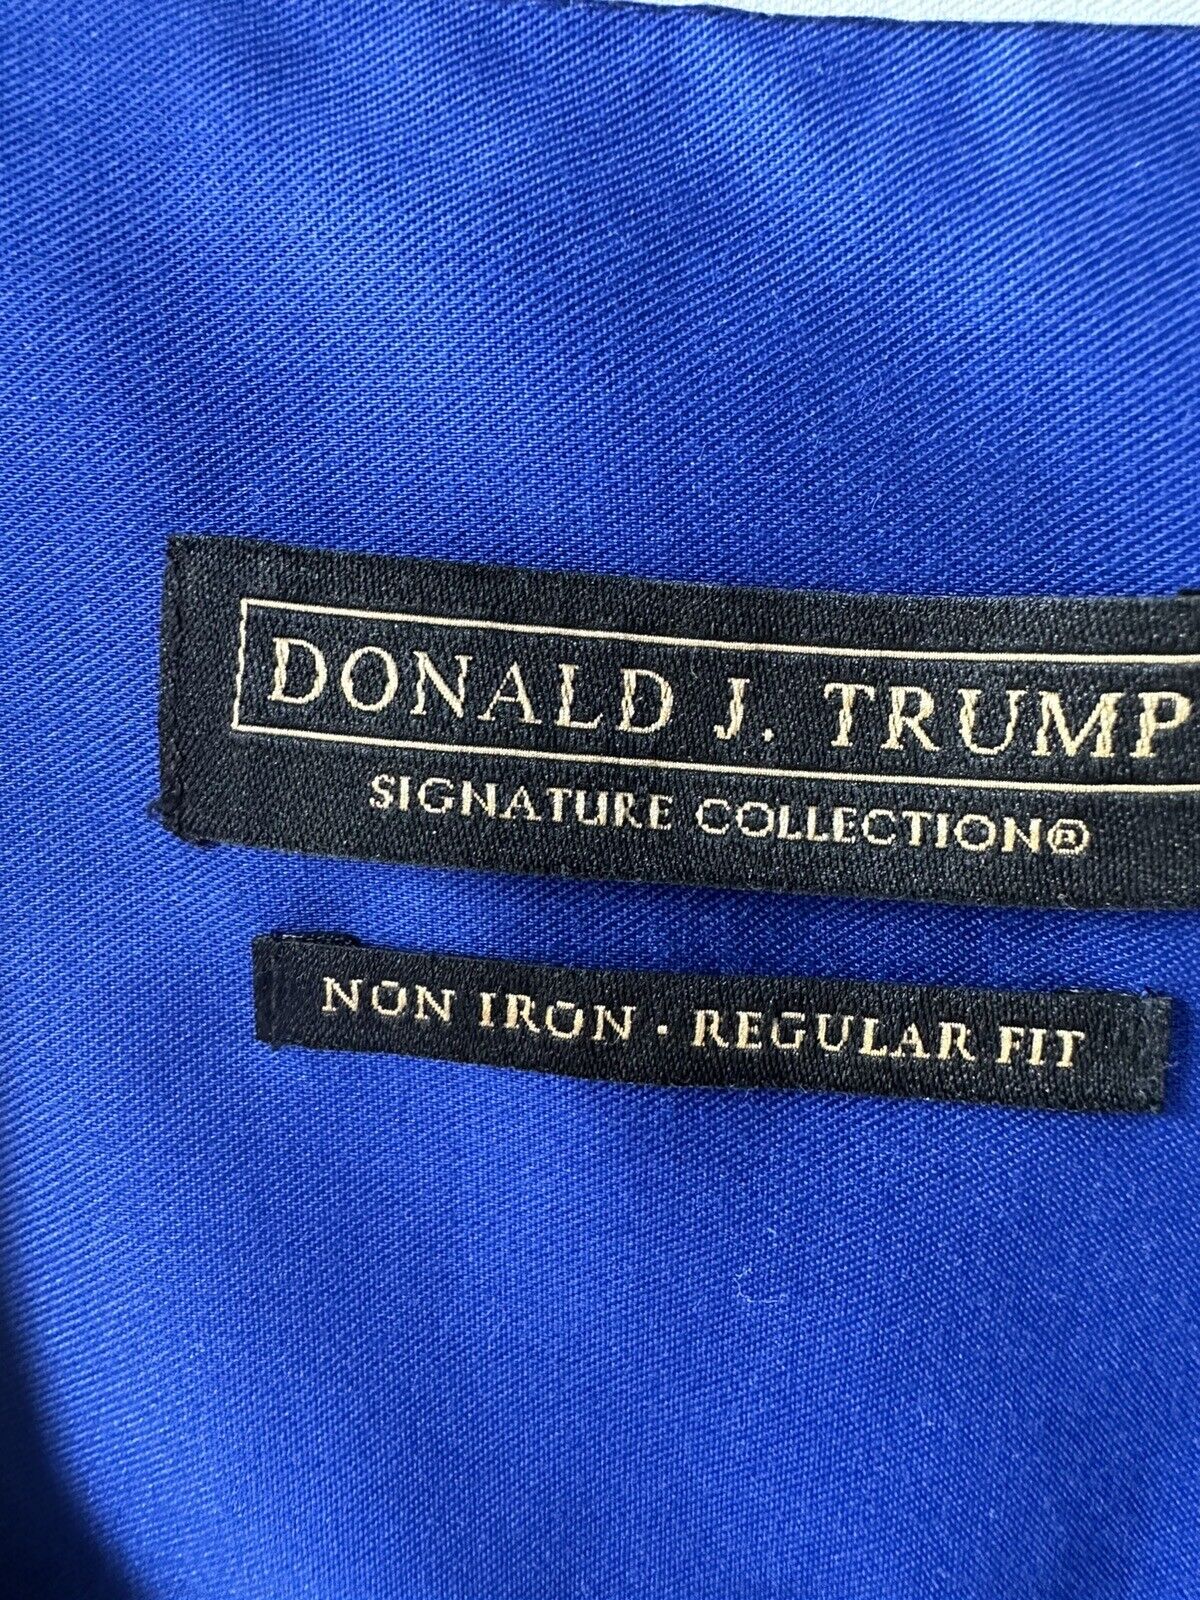 DONALD J. TRUMP
SIGNATURE COLLECTION®
NON IRON · REGULAR FIT